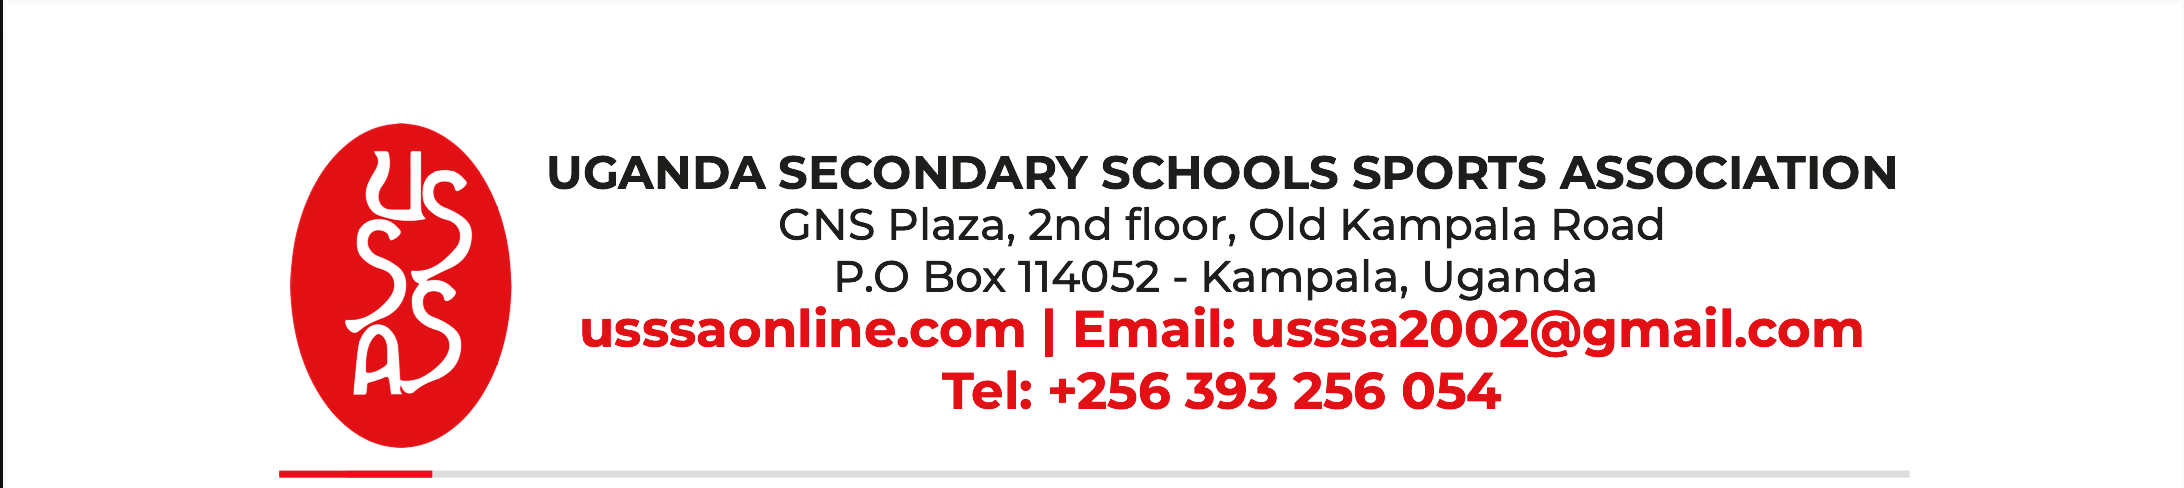 USSSSA
UGANDA SECONDARY SCHOOLS SPORTS ASSOCIATION
GNS Plaza, 2nd floor, Old Kampala Road
P.O Box 114052 - Kampala, Uganda
usssaonline.com | Email: usssa2002@gmail.com
Tel: +256 393 256 054